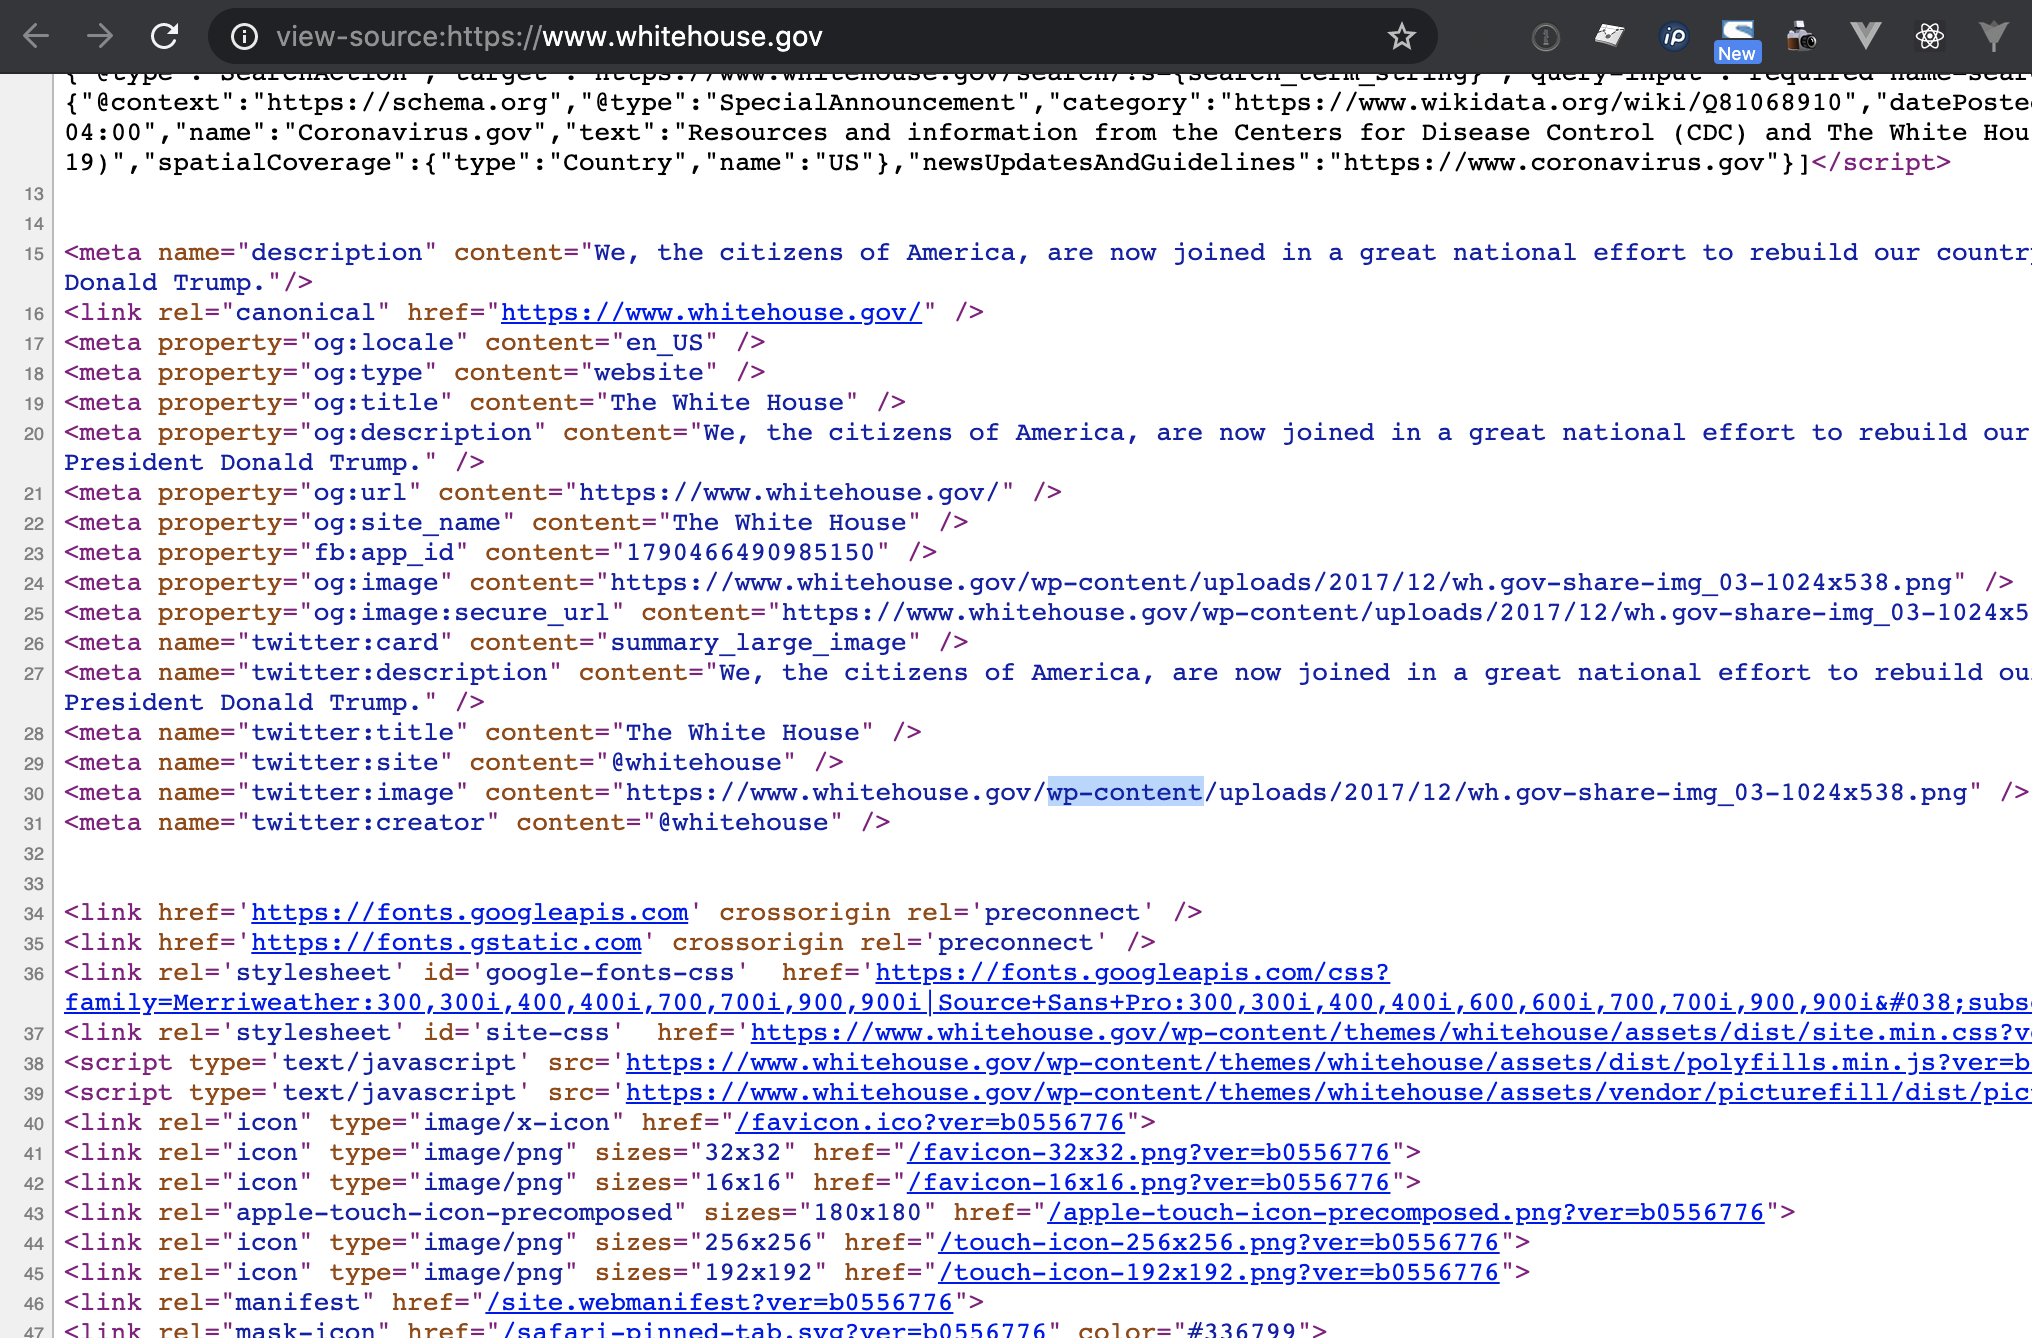 view-source:https://www.whitehouse.gov
iP
New
{"@type":"SearchAction","target":"https://www.whitehouse.gov/search/?s={search_term_string}","query-input":"required name=sear
{"@context":"https://schema.org","@type":"SpecialAnnouncement","category":"https://www.wikidata.org/wiki/Q81068910","datePoste
04:00","name":"Coronavirus.gov","text":"Resources and information from the Centers for Disease Control (CDC) and The White Hou
19)","spatialCoverage":{"type":"Country","name":"US"},"newsUpdatesAndGuidelines":"https://www.coronavirus.gov"}]</script>
13
14
15 <meta name="description" content="We, the citizens of America, are now joined in a great national effort to rebuild our country
Donald Trump."/>
16 <link rel="canonical" href="https://www.whitehouse.gov/" />
17 <meta property="og:locale" content="en_US" />
18 <meta property="og:type" content="website" />
19 <meta property="og:title" content="The White House" />
20 <meta property="og:description" content="We, the citizens of America, are now joined in a great national effort to rebuild our
President Donald Trump." />
21 <meta property="og:url" content="https://www.whitehouse.gov/" />
22 <meta property="og:site_name" content="The White House" />
23 <meta property="fb:app_id" content="1790466490985150" />
24 <meta property="og:image" content="https://www.whitehouse.gov/wp-content/uploads/2017/12/wh.gov-share-img_03-1024x538.png" />
25 <meta property="og:image:secure_url" content="https://www.whitehouse.gov/wp-content/uploads/2017/12/wh.gov-share-img_03-1024x5
26 <meta name="twitter:card" content="summary_large_image" />
27 <meta name="twitter:description" content="We, the citizens of America, are now joined in a great national effort to rebuild ou
President Donald Trump." />
28 <meta name="twitter:title" content="The White House" />
29 <meta name="twitter:site" content="@whitehouse" />
30 <meta name="twitter:image" content="https://www.whitehouse.gov/wp-content/uploads/2017/12/wh.gov-share-img_03-1024x538.png" />
31 <meta name="twitter:creator" content="@whitehouse" />
32
33
34 <link href='https://fonts.googleapis.com' crossorigin rel='preconnect' />
35 <link href='https://fonts.gstatic.com' crossorigin rel='preconnect' />
36 <link rel='stylesheet' id='google-fonts-css'  href='https://fonts.googleapis.com/css?
family=Merriweather:300,300i,400,400i,700,700i,900,900i|Source+Sans+Pro:300,300i,400,400i,600,600i,700,700i,900,900i&#038;subs
37 <link rel='stylesheet' id='site-css'  href='https://www.whitehouse.gov/wp-content/themes/whitehouse/assets/dist/site.min.css?v
38 <script type='text/javascript' src='https://www.whitehouse.gov/wp-content/themes/whitehouse/assets/dist/polyfills.min.js?ver=b
39 <script type='text/javascript' src='https://www.whitehouse.gov/wp-content/themes/whitehouse/assets/vendor/picturefill/dist/pic
40 <link rel="icon" type="image/x-icon" href="/favicon.ico?ver=b0556776">
41 <link rel="icon" type="image/png" sizes="32x32" href="/favicon-32x32.png?ver=b0556776">
42 <link rel="icon" type="image/png" sizes="16x16" href="/favicon-16x16.png?ver=b0556776">
43 <link rel="apple-touch-icon-precomposed" sizes="180x180" href="/apple-touch-icon-precomposed.png?ver=b0556776">
44 <link rel="icon" type="image/png" sizes="256x256" href="/touch-icon-256x256.png?ver=b0556776">
45 <link rel="icon" type="image/png" sizes="192x192" href="/touch-icon-192x192.png?ver=b0556776">
46 <link rel="manifest" href="/site.webmanifest?ver=b0556776">
47 <link rel="mask-icon" href="/safari-pinned-tab.svg?ver=b0556776" color="#336799">